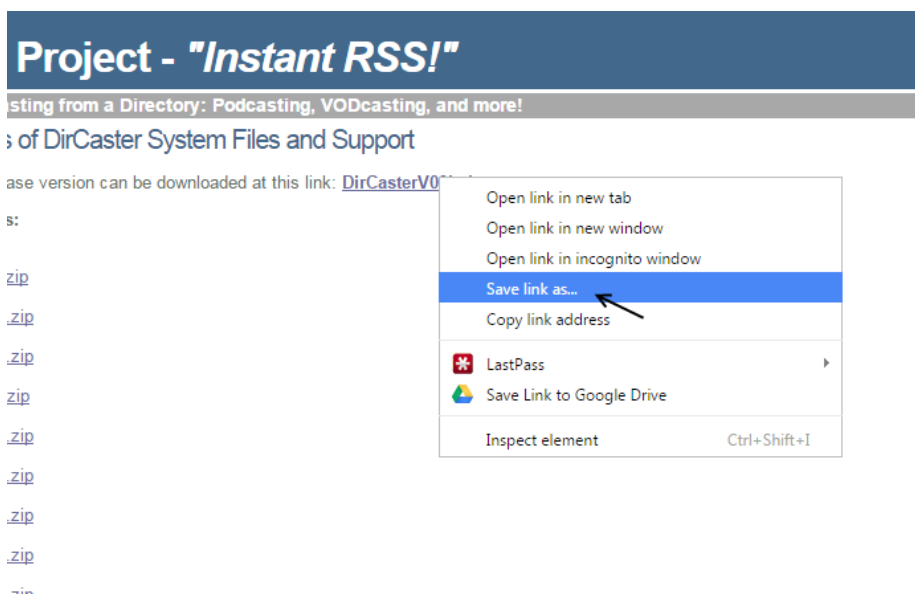 Project - "Instant RSS!"
sting from a Directory: Podcasting, VODcasting, and more!
s of DirCaster System Files and Support
ase version can be downloaded at this link: DirCasterV0
s:
zip
.zip
.zip
zip
.zip
.zip
.zip
.zip
Open link in new tab
Open link in new window
Open link in incognito window
Save link as...
Copy link address
LastPass
Save Link to Google Drive
Inspect element Ctrl+Shift+I